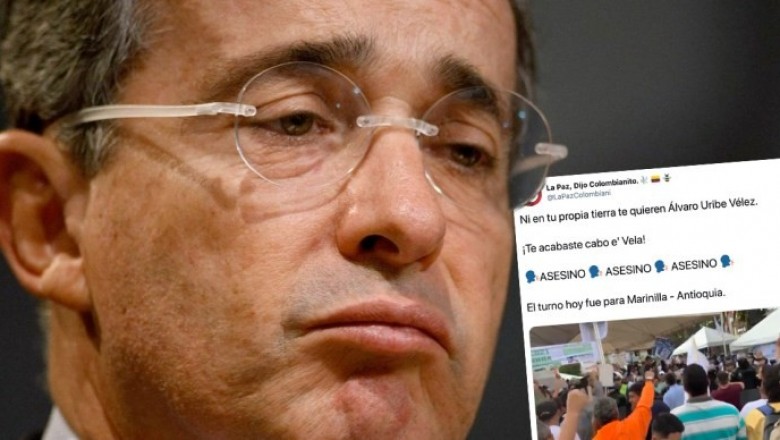 La Paz, Dijo Colombianito.
@LaPazColombiani
Ni en tu propia tierra te quieren Álvaro Uribe Vélez.
¡Te acabaste cabo e' Vela!
ASESINO ASESINO ASESINO
El turno hoy fue para Marinilla - Antioquia.